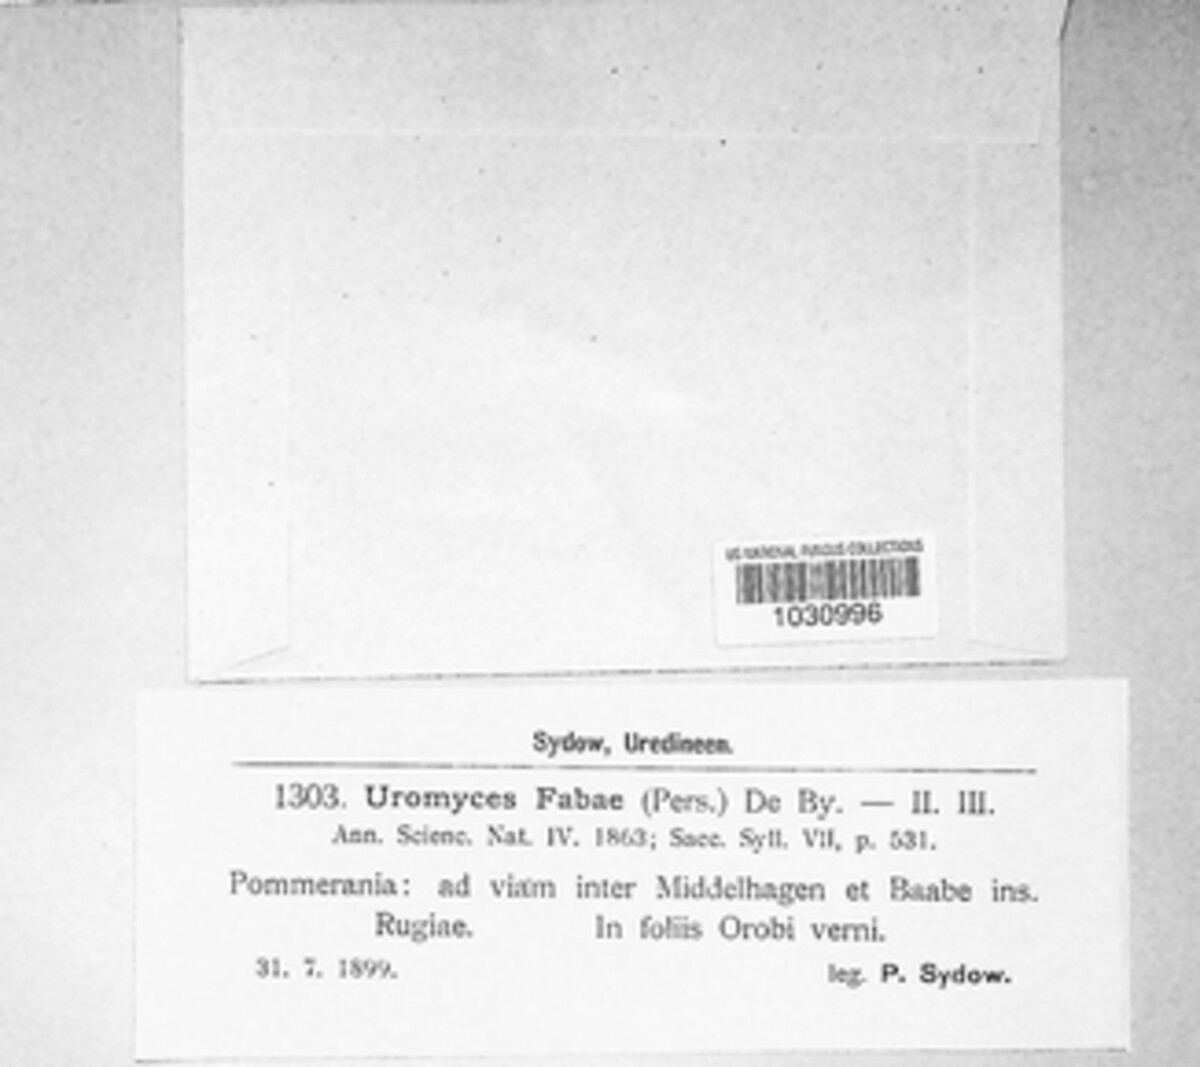 US NATIONAL FUNGUS COLLECTIONS
1030996
Sydow, Uredineen.
1303. Uromyces Fabae (Pers.) De By. — II. III.
Ann. Scienc. Nat. IV. 1863; Sacc. Syll. VII, p. 531.
Pommerania: ad viam inter Middelhagen et Baabe ins.
Rugiae. In foliis Orobi verni.
31. 7. 1899. leg. P. Sydow.